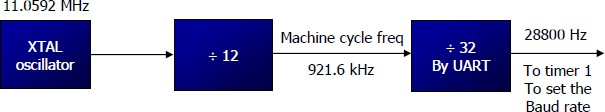 11.0592 MHz
XTAL
oscillator
÷ 12
Machine cycle freq
921.6 kHz
÷ 32
By UART
28800 Hz
To timer 1
To set the
Baud rate